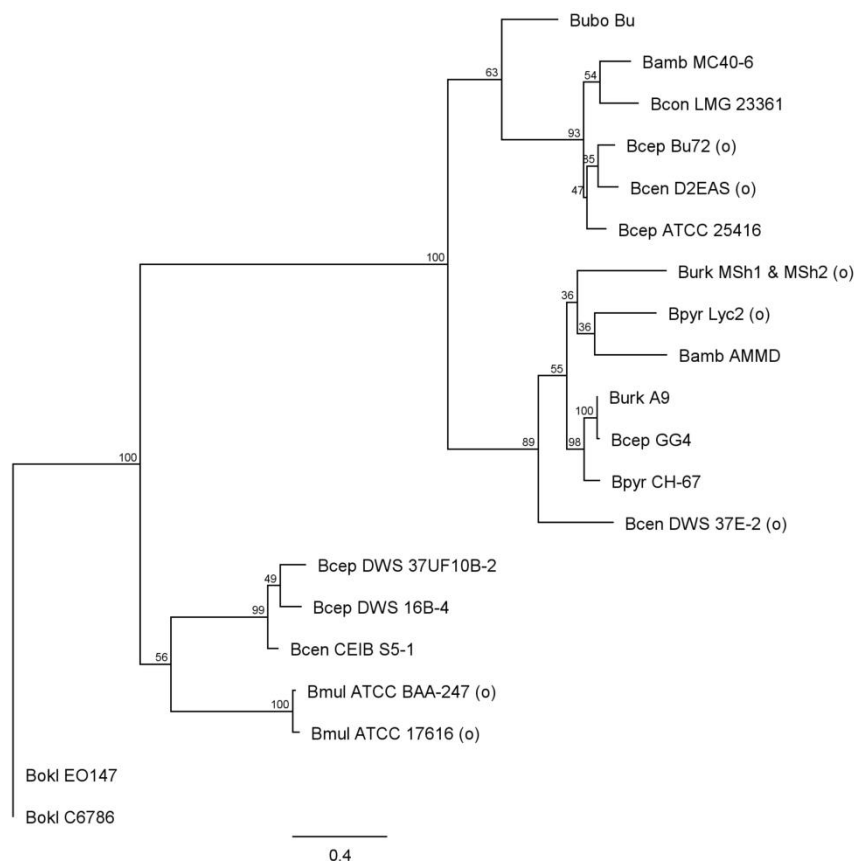 Bubo Bu
63
Bamb MC40-6
54
Bcon LMG 23361
93
Bcep Bu72 (o)
85
Bcen D2EAS (o)
47
Bcep ATCC 25416
100
Burk MSh1 & MSh2 (o)
36
Bpyr Lyc2 (o)
36
Bamb AMMD
55
Burk A9
100
Bcep GG4
89
98
Bpyr CH-67
100
Bcen DWS 37E-2 (o)
Bcep DWS 37UF10B-2
49
Bcep DWS 16B-4
99
Bcen CEIB S5-1
56
Bmul ATCC BAA-247 (o)
100
Bmul ATCC 17616 (o)
Bokl EO147
Bokl C6786
0.4